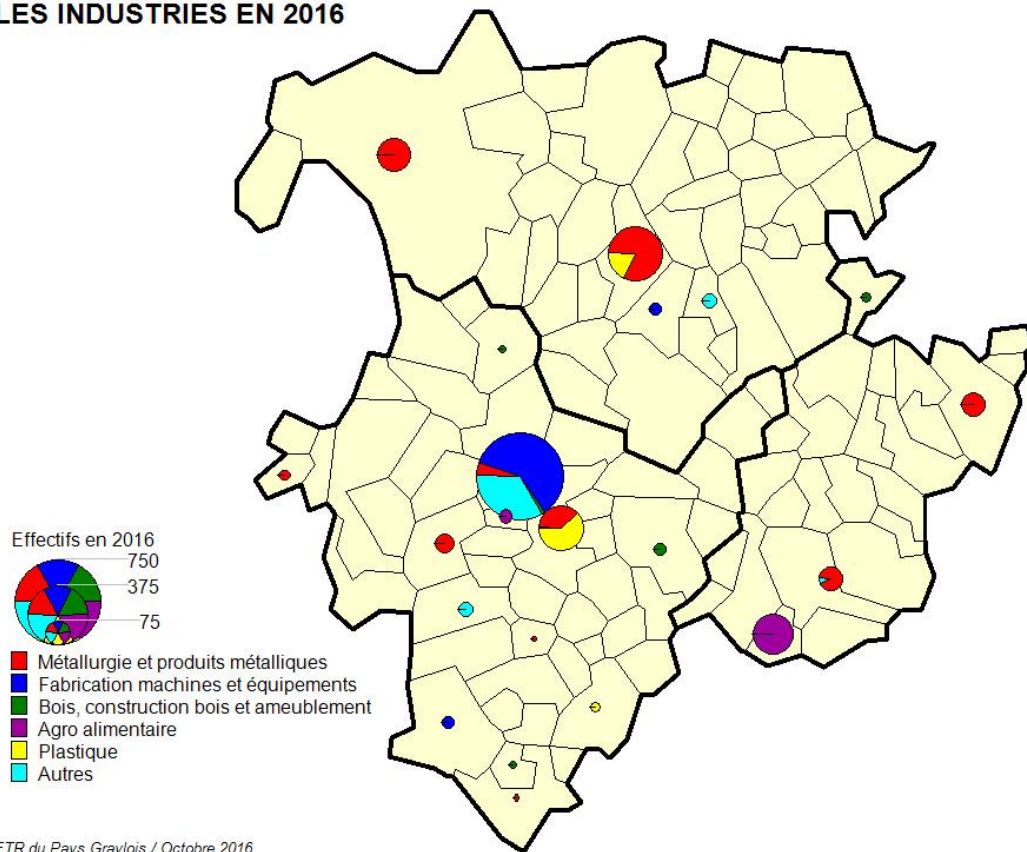 LES INDUSTRIES EN 2016
Effectifs en 2016
750
375
75
Métallurgie et produits métalliques
Fabrication machines et équipements
Bois, construction bois et ameublement
Agro alimentaire
Plastique
Autres
ETR du Pays Graylois / Octobre 2016